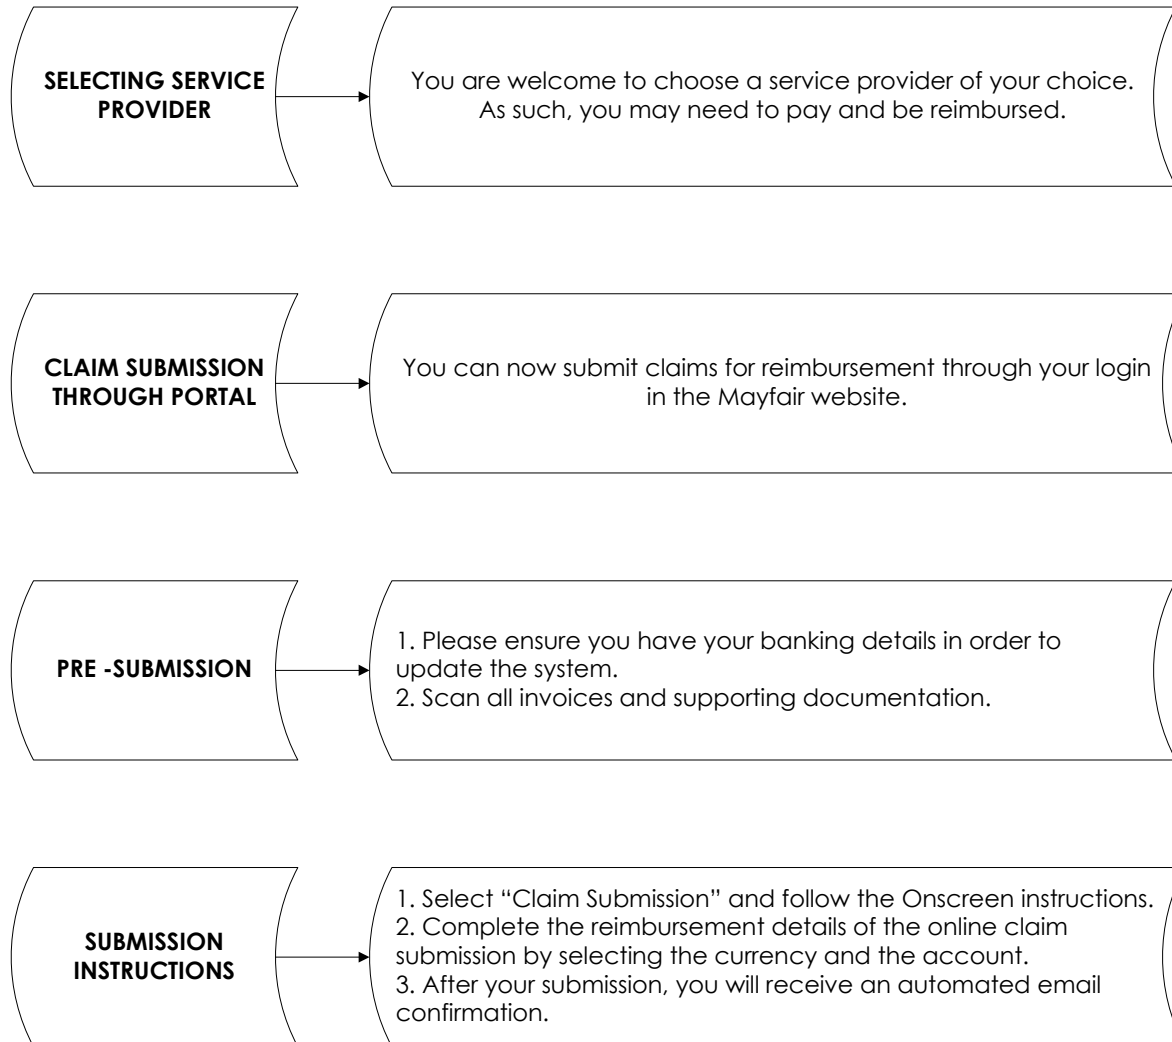 SELECTING SERVICE
PROVIDER
You are welcome to choose a service provider of your choice.
As such, you may need to pay and be reimbursed.
CLAIM SUBMISSION
THROUGH PORTAL
You can now submit claims for reimbursement through your login
in the Mayfair website.
PRE -SUBMISSION
1. Please ensure you have your banking details in order to
update the system.
2. Scan all invoices and supporting documentation.
SUBMISSION
INSTRUCTIONS
1. Select “Claim Submission” and follow the Onscreen instructions.
2. Complete the reimbursement details of the online claim
submission by selecting the currency and the account.
3. After your submission, you will receive an automated email
confirmation.